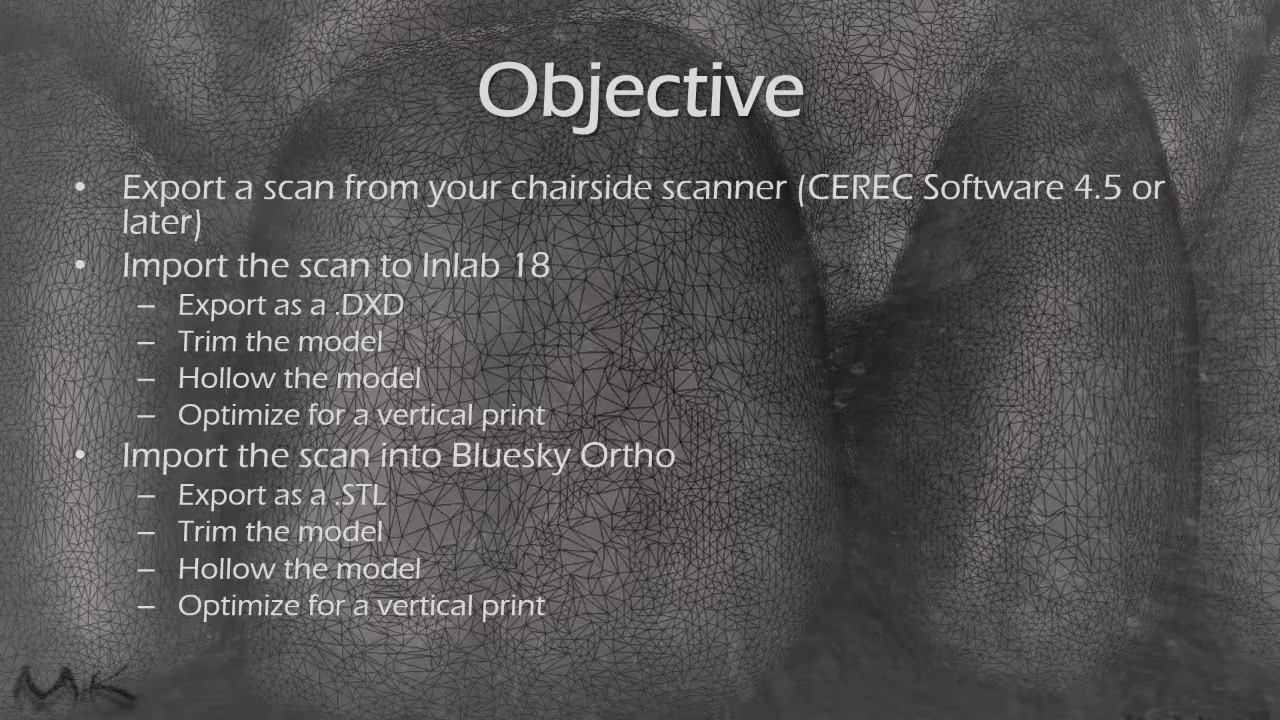 Objective
• Export a scan from your chairside scanner (CEREC Software 4.5 or
later)
• Import the scan to Inlab 18
– Export as a .DXD
– Trim the model
– Hollow the model
– Optimize for a vertical print
• Import the scan into Bluesky Ortho
– Export as a .STL
– Trim the model
– Hollow the model
– Optimize for a vertical print
MK